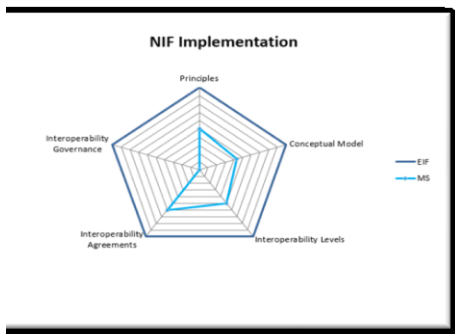 NIF Implementation
Principles
Interoperability
Governance
Conceptual Model
EIF
MS
Interoperability
Agreements
Interoperability Levels